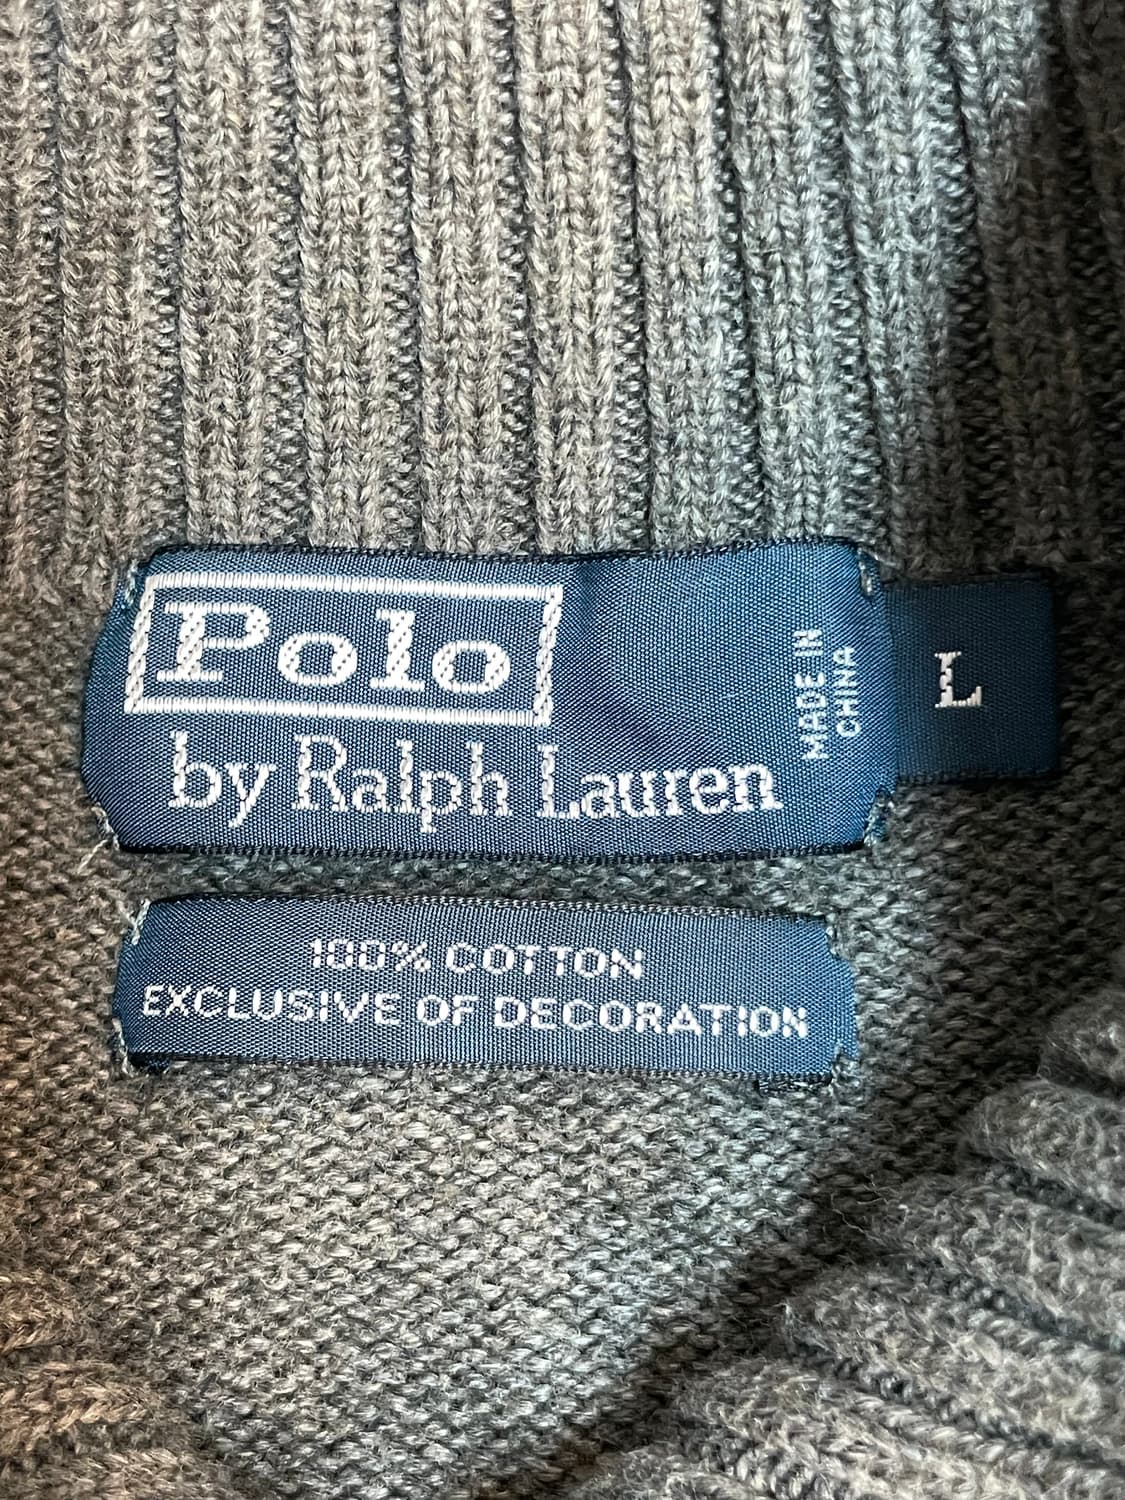 Polo
by Ralph Lauren
MADE IN
CHINA
L
100% COTTON
EXCLUSIVE OF DECORATION